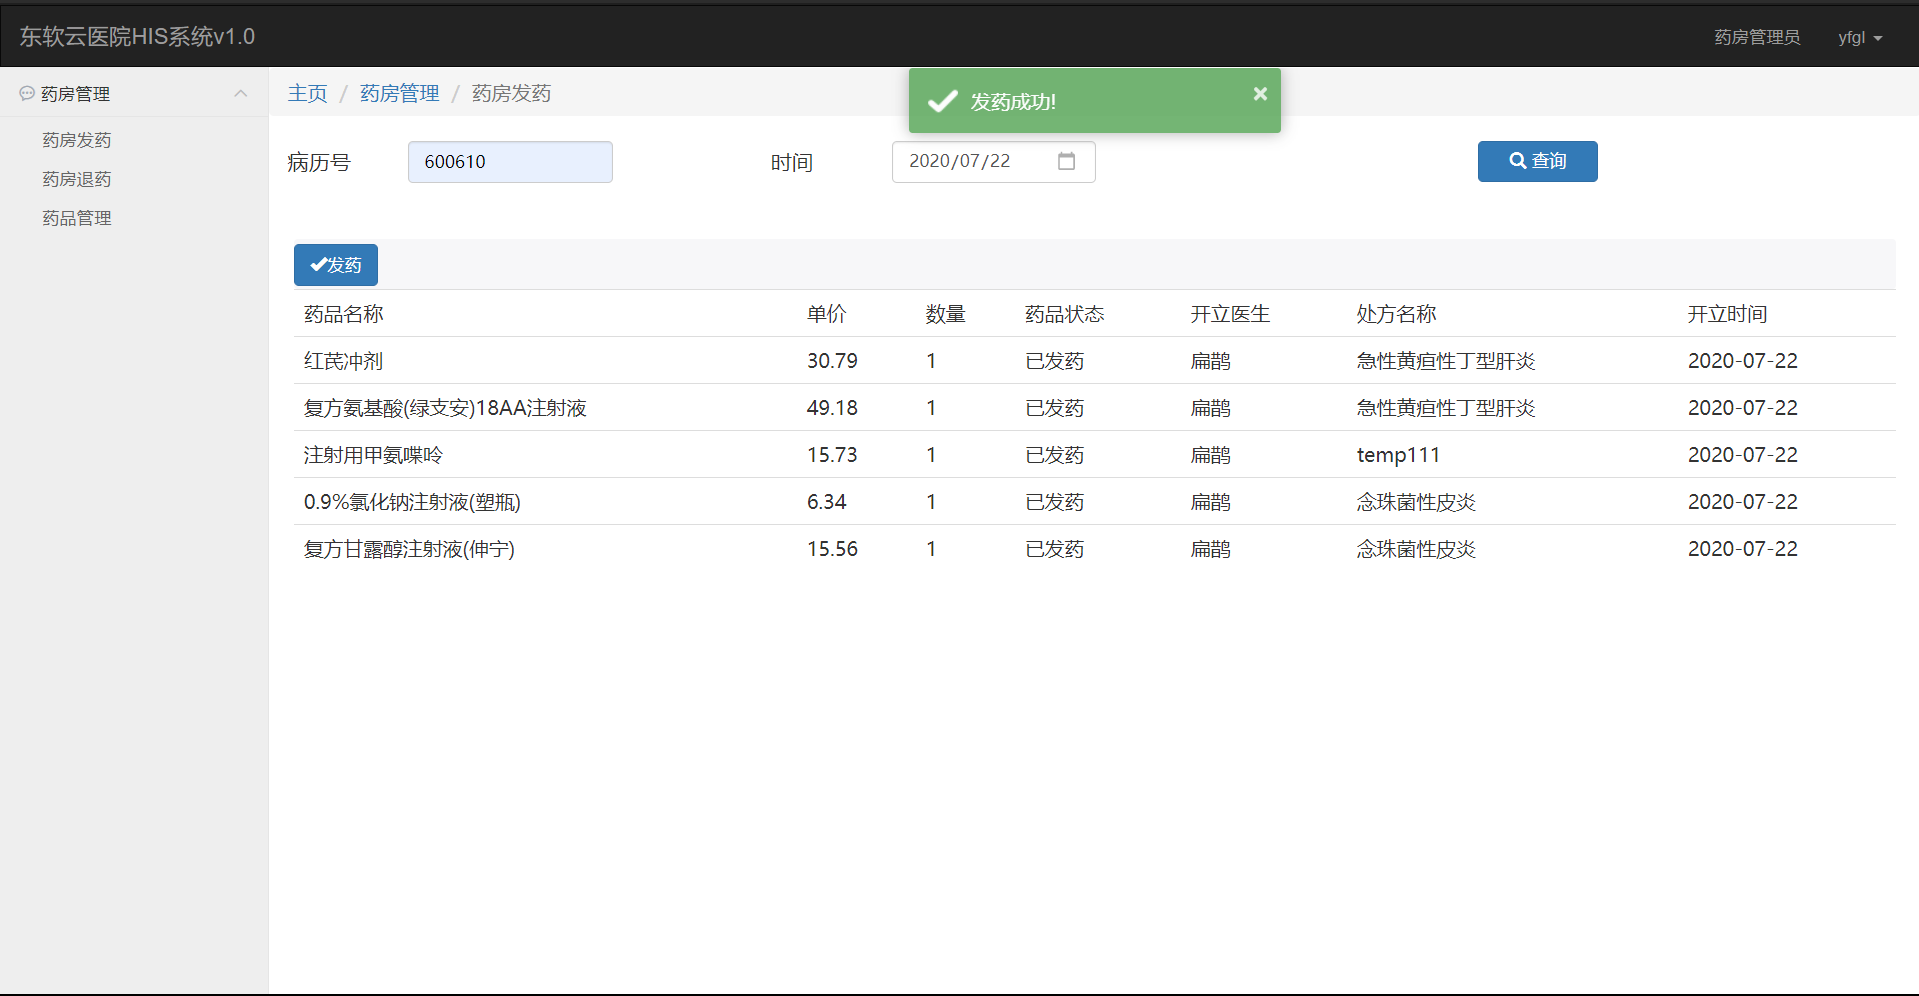 东软云医院HIS系统v1.0 药房管理员 yfgl
药房管理
药房发药
药房退药
药品管理
主页 / 药房管理 / 药房发药
发药成功! ×
病历号 600610 时间 2020/07/22 查询
发药
药品名称 单价 数量 药品状态 开立医生 处方名称 开立时间
红芪冲剂 30.79 1 已发药 扁鹊 急性黄疸性丁型肝炎 2020-07-22
复方氨基酸(绿支安)18AA注射液 49.18 1 已发药 扁鹊 急性黄疸性丁型肝炎 2020-07-22
注射用甲氨喋呤 15.73 1 已发药 扁鹊 temp111 2020-07-22
0.9%氯化钠注射液(塑瓶) 6.34 1 已发药 扁鹊 念珠菌性皮炎 2020-07-22
复方甘露醇注射液(伸宁) 15.56 1 已发药 扁鹊 念珠菌性皮炎 2020-07-22